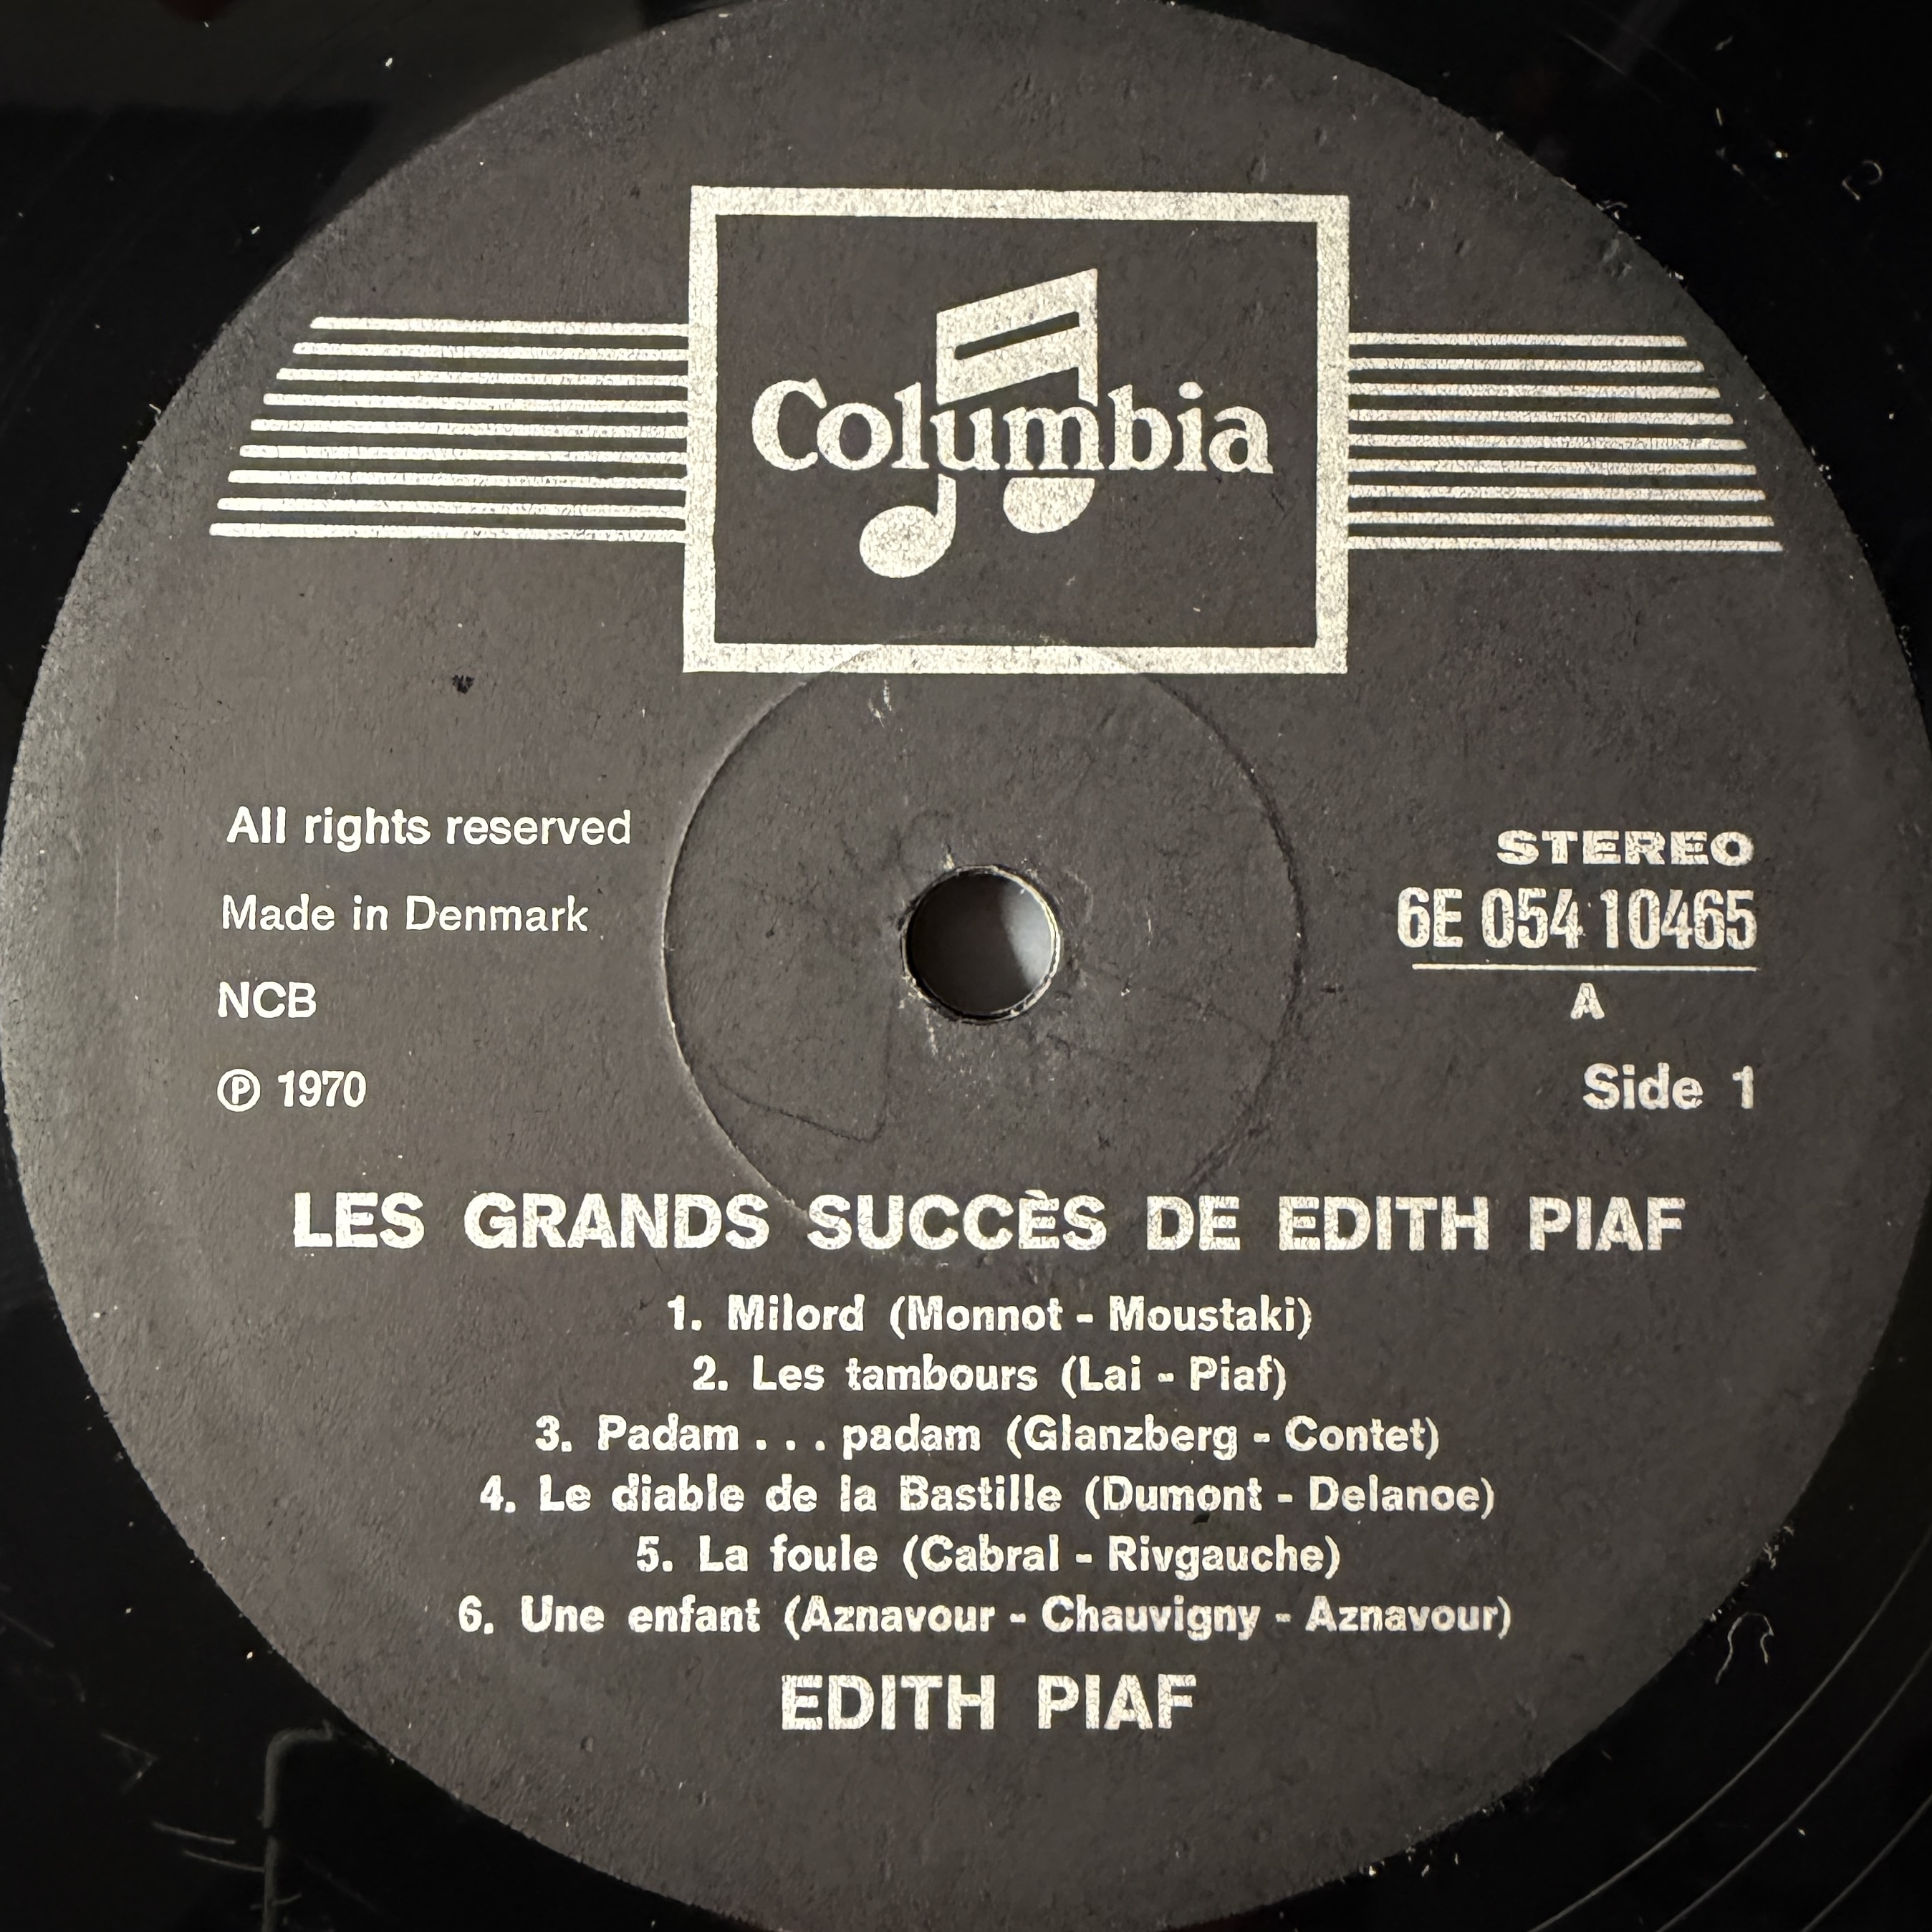 Columbia
All rights reserved
Made in Denmark
NCB
℗ 1970
STEREO
6E 054 10465
A
Side 1
LES GRANDS SUCCÈS DE EDITH PIAF
1. Milord (Monnot - Moustaki)
2. Les tambours (Lai - Piaf)
3. Padam . . . padam (Glanzberg - Contet)
4. Le diable de la Bastille (Dumont - Delanoe)
5. La foule (Cabral - Rivgauche)
6. Une enfant (Aznavour - Chauvigny - Aznavour)
EDITH PIAF